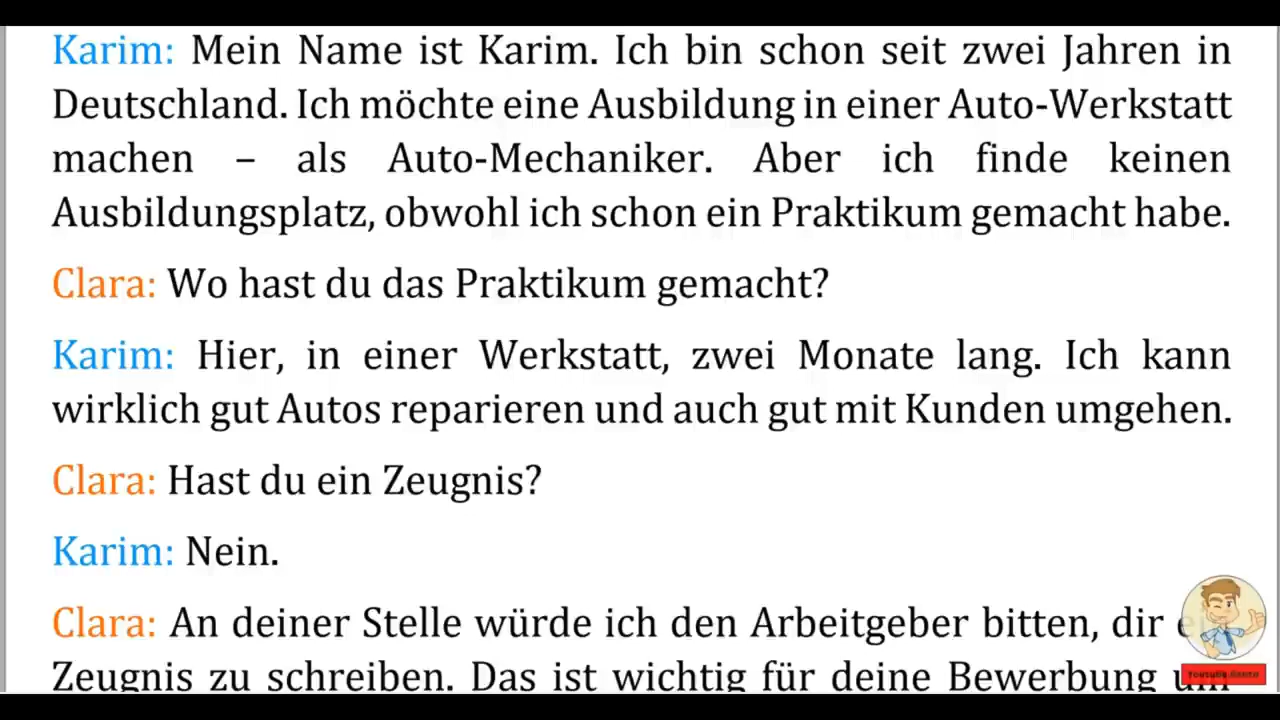 Karim: Mein Name ist Karim. Ich bin schon seit zwei Jahren in
Deutschland. Ich möchte eine Ausbildung in einer Auto-Werkstatt
machen – als Auto-Mechaniker. Aber ich finde keinen
Ausbildungsplatz, obwohl ich schon ein Praktikum gemacht habe.
Clara: Wo hast du das Praktikum gemacht?
Karim: Hier, in einer Werkstatt, zwei Monate lang. Ich kann
wirklich gut Autos reparieren und auch gut mit Kunden umgehen.
Clara: Hast du ein Zeugnis?
Karim: Nein.
Clara: An deiner Stelle würde ich den Arbeitgeber bitten, dir
Zeugnis zu schreiben. Das ist wichtig für deine Bewerbung um